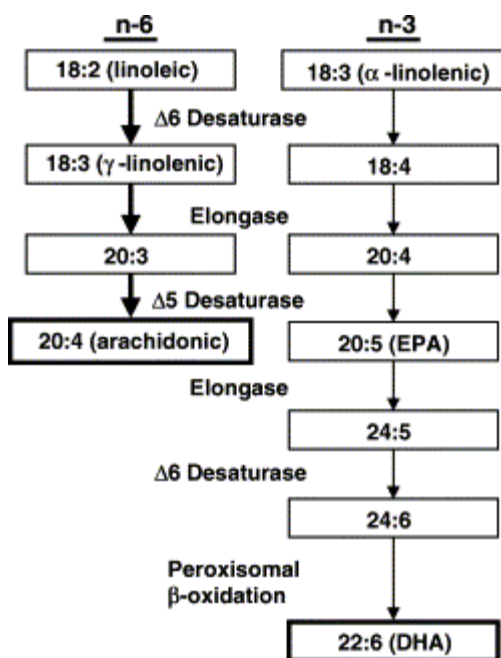 n-6 n-3
18:2 (linoleic) 18:3 (α -linolenic)
Δ6 Desaturase
18:3 (γ -linolenic) 18:4
Elongase
20:3 20:4
Δ5 Desaturase
20:4 (arachidonic) 20:5 (EPA)
Elongase
24:5
Δ6 Desaturase
24:6
Peroxisomal
β-oxidation
22:6 (DHA)